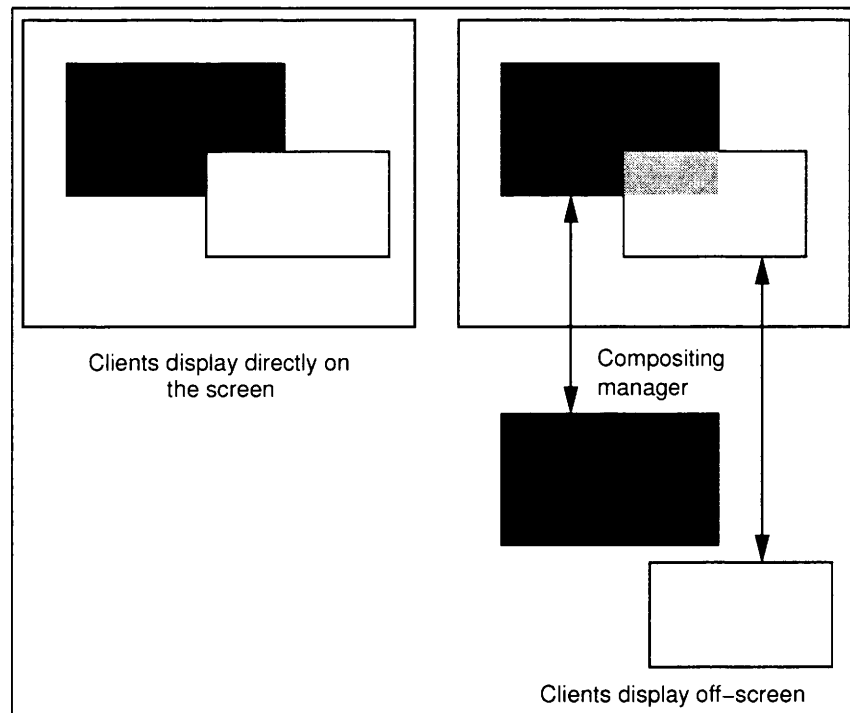 Clients display directly on
the screen
Compositing
manager
Clients display off−screen